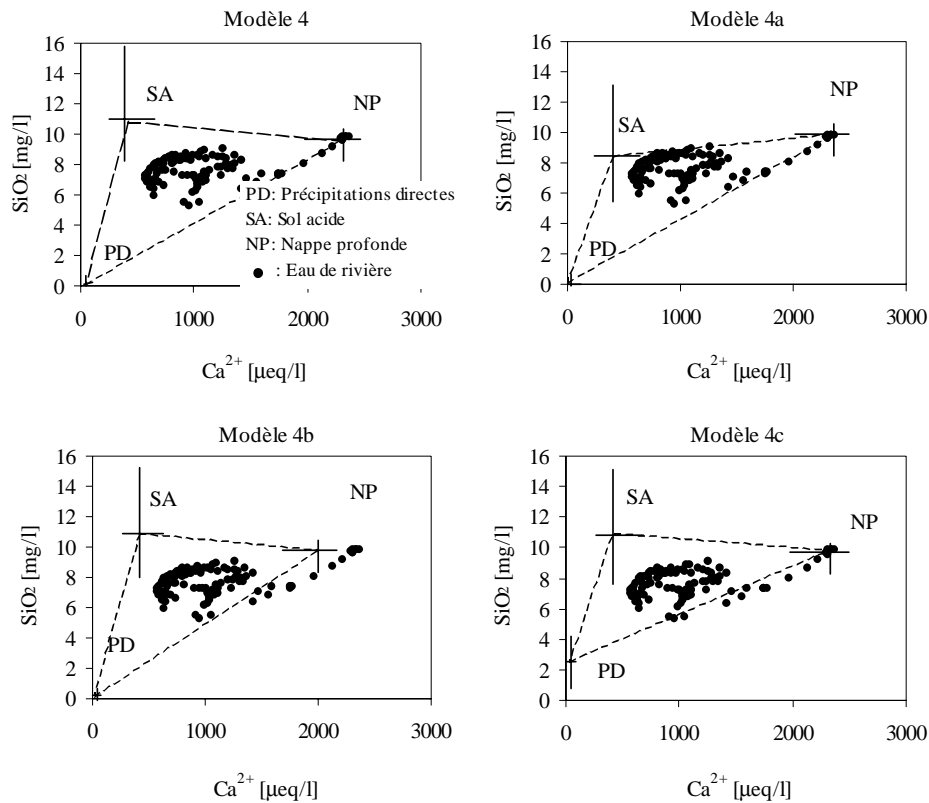 Modèle 4
16
14
12
10
8
6
4
2
0
SiO2 [mg/l]
SA
NP
PD
PD: Précipitations directes
SA: Sol acide
NP: Nappe profonde
: Eau de rivière
0 1000 2000 3000
Ca2+ [µeq/l]
Modèle 4a
16
14
12
10
8
6
4
2
0
SiO2 [mg/l]
SA
NP
PD
0 1000 2000 3000
Ca2+ [µeq/l]
Modèle 4b
16
14
12
10
8
6
4
2
0
SiO2 [mg/l]
SA
NP
PD
0 1000 2000 3000
Ca2+ [µeq/l]
Modèle 4c
16
14
12
10
8
6
4
2
0
SiO2 [mg/l]
SA
NP
PD
0 1000 2000 3000
Ca2+ [µeq/l]